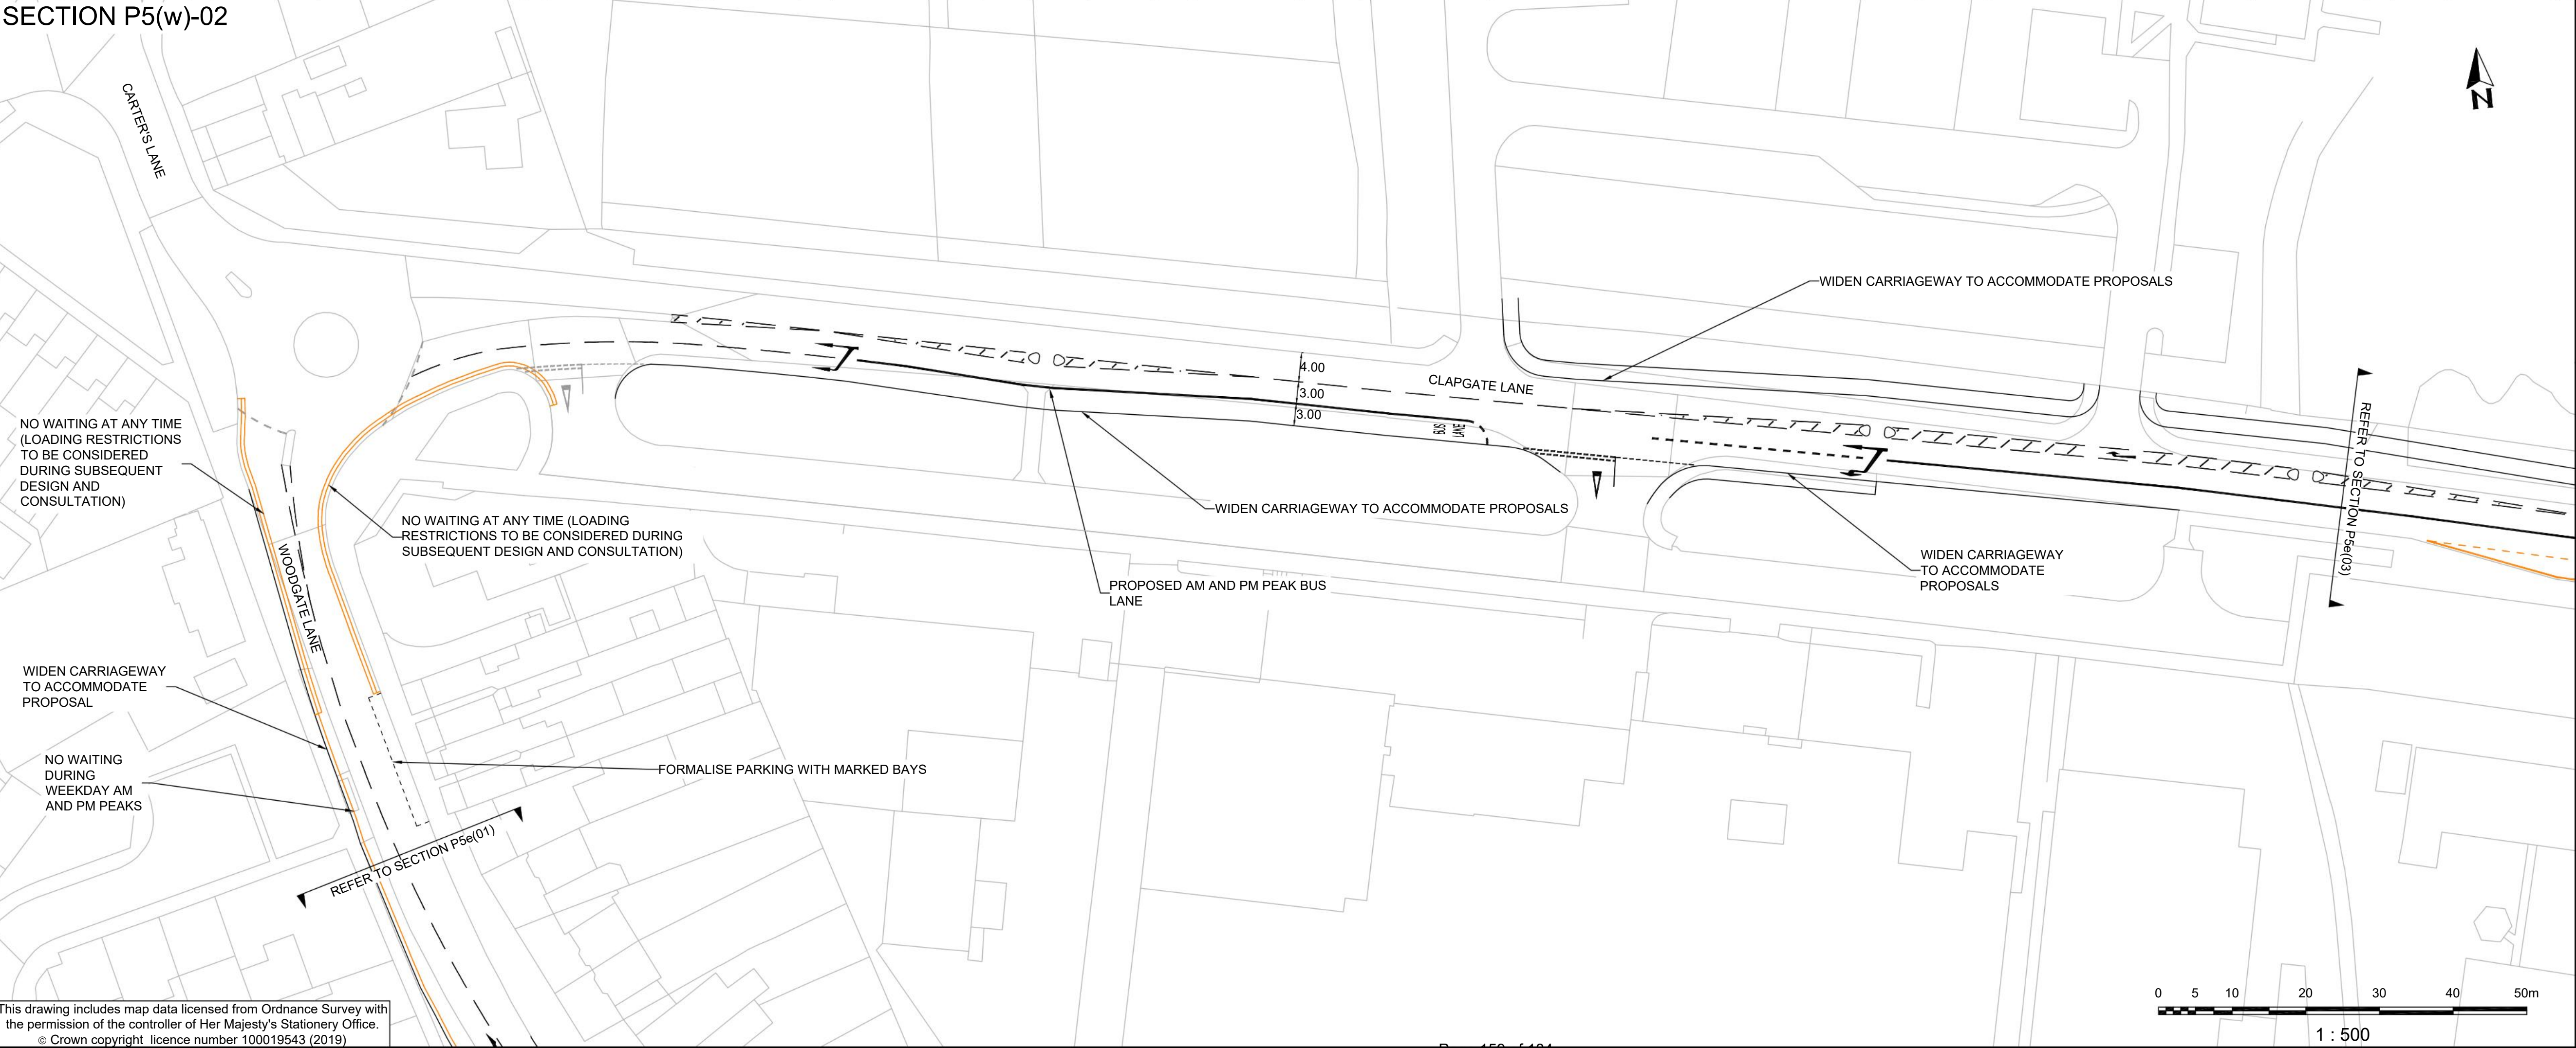 SECTION P5(w)-02
CARTER'S LANE
N
WIDEN CARRIAGEWAY TO ACCOMMODATE PROPOSALS
4.00
3.00
3.00
CLAPGATE LANE
BUS
LANE
REFER TO SECTION P5e(03)
NO WAITING AT ANY TIME
(LOADING RESTRICTIONS
TO BE CONSIDERED
DURING SUBSEQUENT
DESIGN AND
CONSULTATION)
NO WAITING AT ANY TIME (LOADING
RESTRICTIONS TO BE CONSIDERED DURING
SUBSEQUENT DESIGN AND CONSULTATION)
WIDEN CARRIAGEWAY TO ACCOMMODATE PROPOSALS
WOODGATE LANE
PROPOSED AM AND PM PEAK BUS
LANE
WIDEN CARRIAGEWAY
TO ACCOMMODATE
PROPOSALS
WIDEN CARRIAGEWAY
TO ACCOMMODATE
PROPOSAL
NO WAITING
DURING
WEEKDAY AM
AND PM PEAKS
FORMALISE PARKING WITH MARKED BAYS
REFER TO SECTION P5e(01)
This drawing includes map data licensed from Ordnance Survey with
the permission of the controller of Her Majesty's Stationery Office.
© Crown copyright licence number 100019543 (2019)
0 5 10 20 30 40 50m
1 : 500